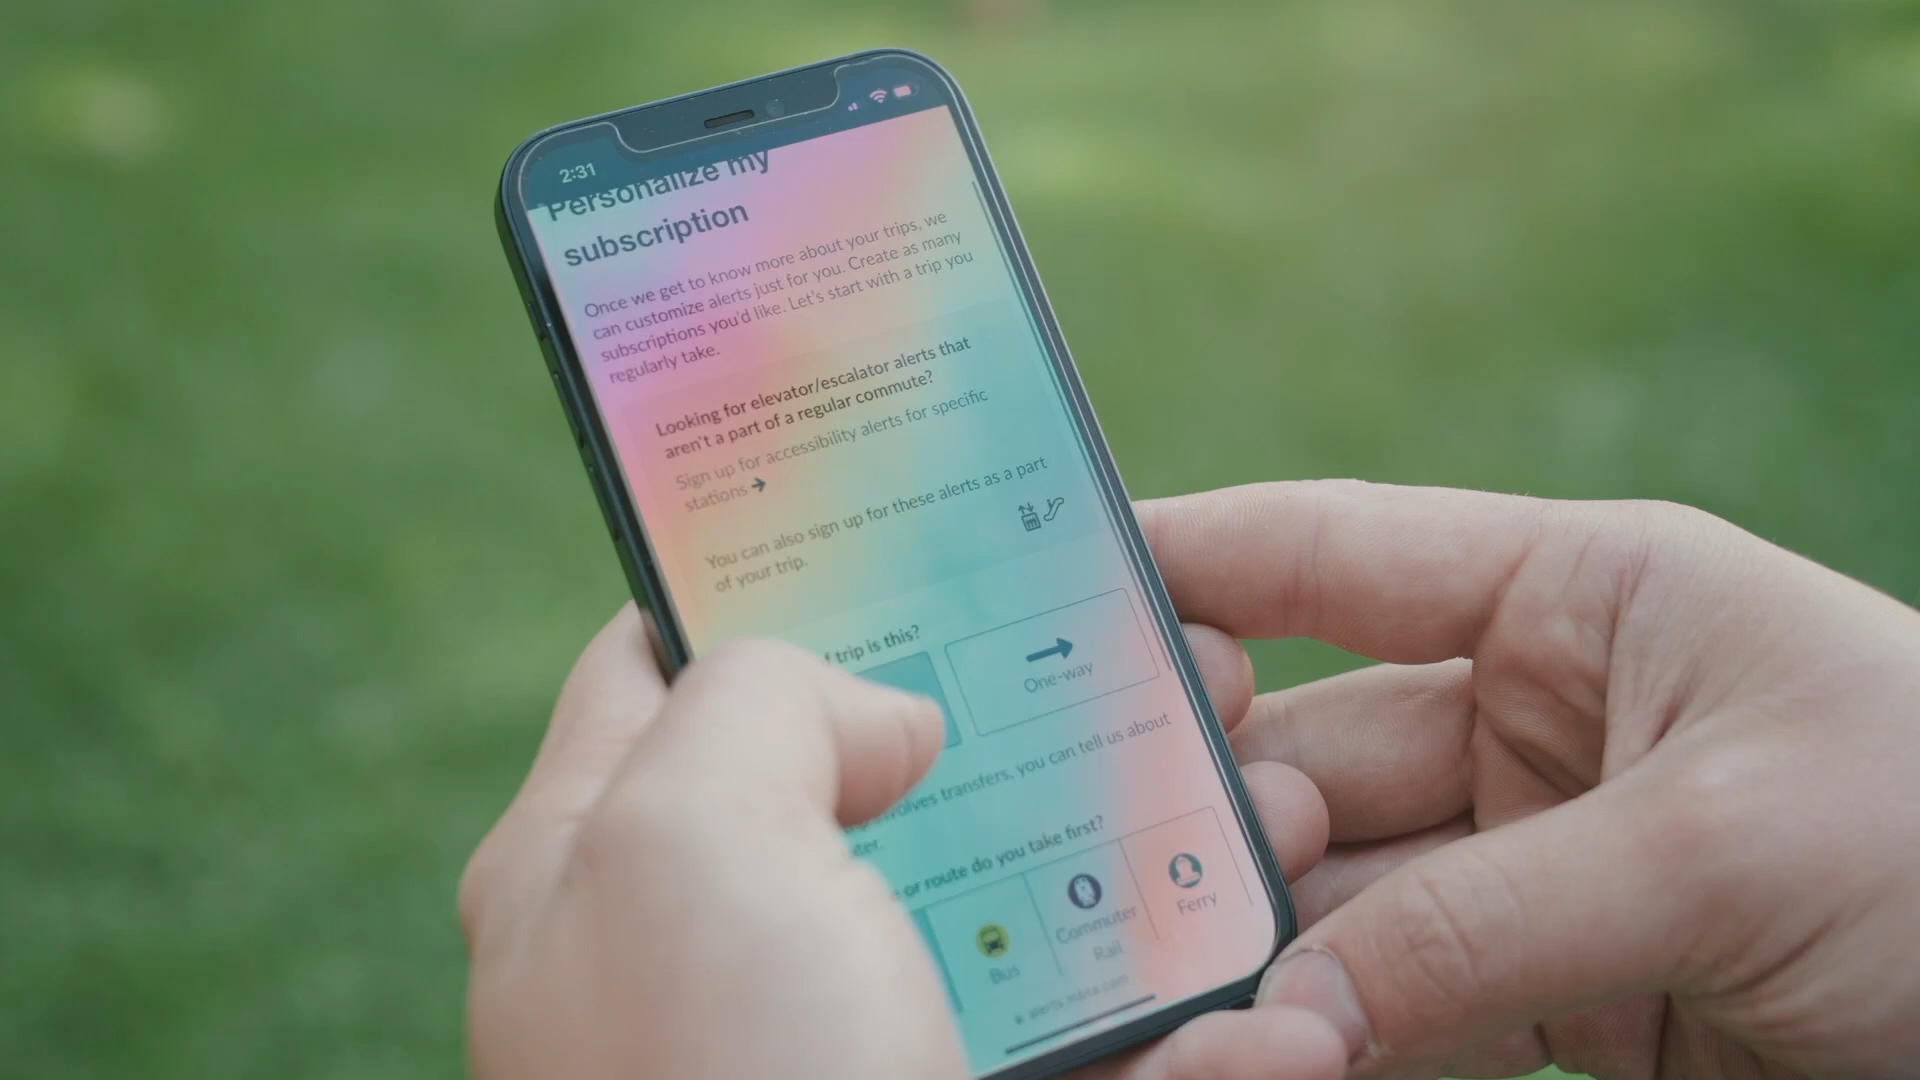 2:31
Personalize my
subscription
Once we get to know more about your trips, we
can customize alerts just for you. Create as many
subscriptions you'd like. Let's start with a trip you
regularly take.
Looking for elevator/escalator alerts that
aren't a part of a regular commute?
Sign up for accessibility alerts for specific
stations
You can also sign up for these alerts as a part
of your trip.
trip is this?
One-way
transfers, you can tell us about
or route do you take first?
Bus
Commuter
Rail
Ferry
alerts.mbta.com